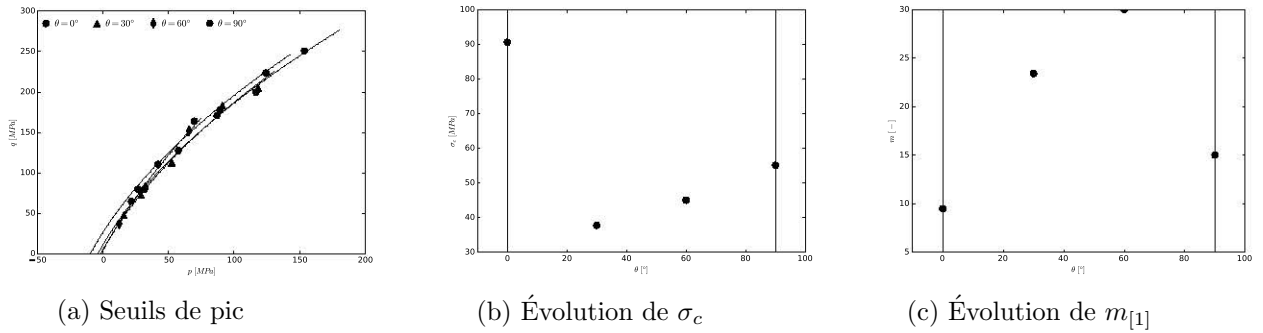 θ = 0° θ = 30° θ = 60° θ = 90°
q [MPa]
300
250
200
150
100
50
0
−50 0 50 100 150 200
p [MPa]
(a) Seuils de pic
σc [MPa]
100
90
80
70
60
50
40
30
−20 0 20 40 60 80 100
θ [°]
(b) Évolution de σc
m [−]
30
25
20
15
10
5
−20 0 20 40 60 80 100
θ [°]
(c) Évolution de m[1]